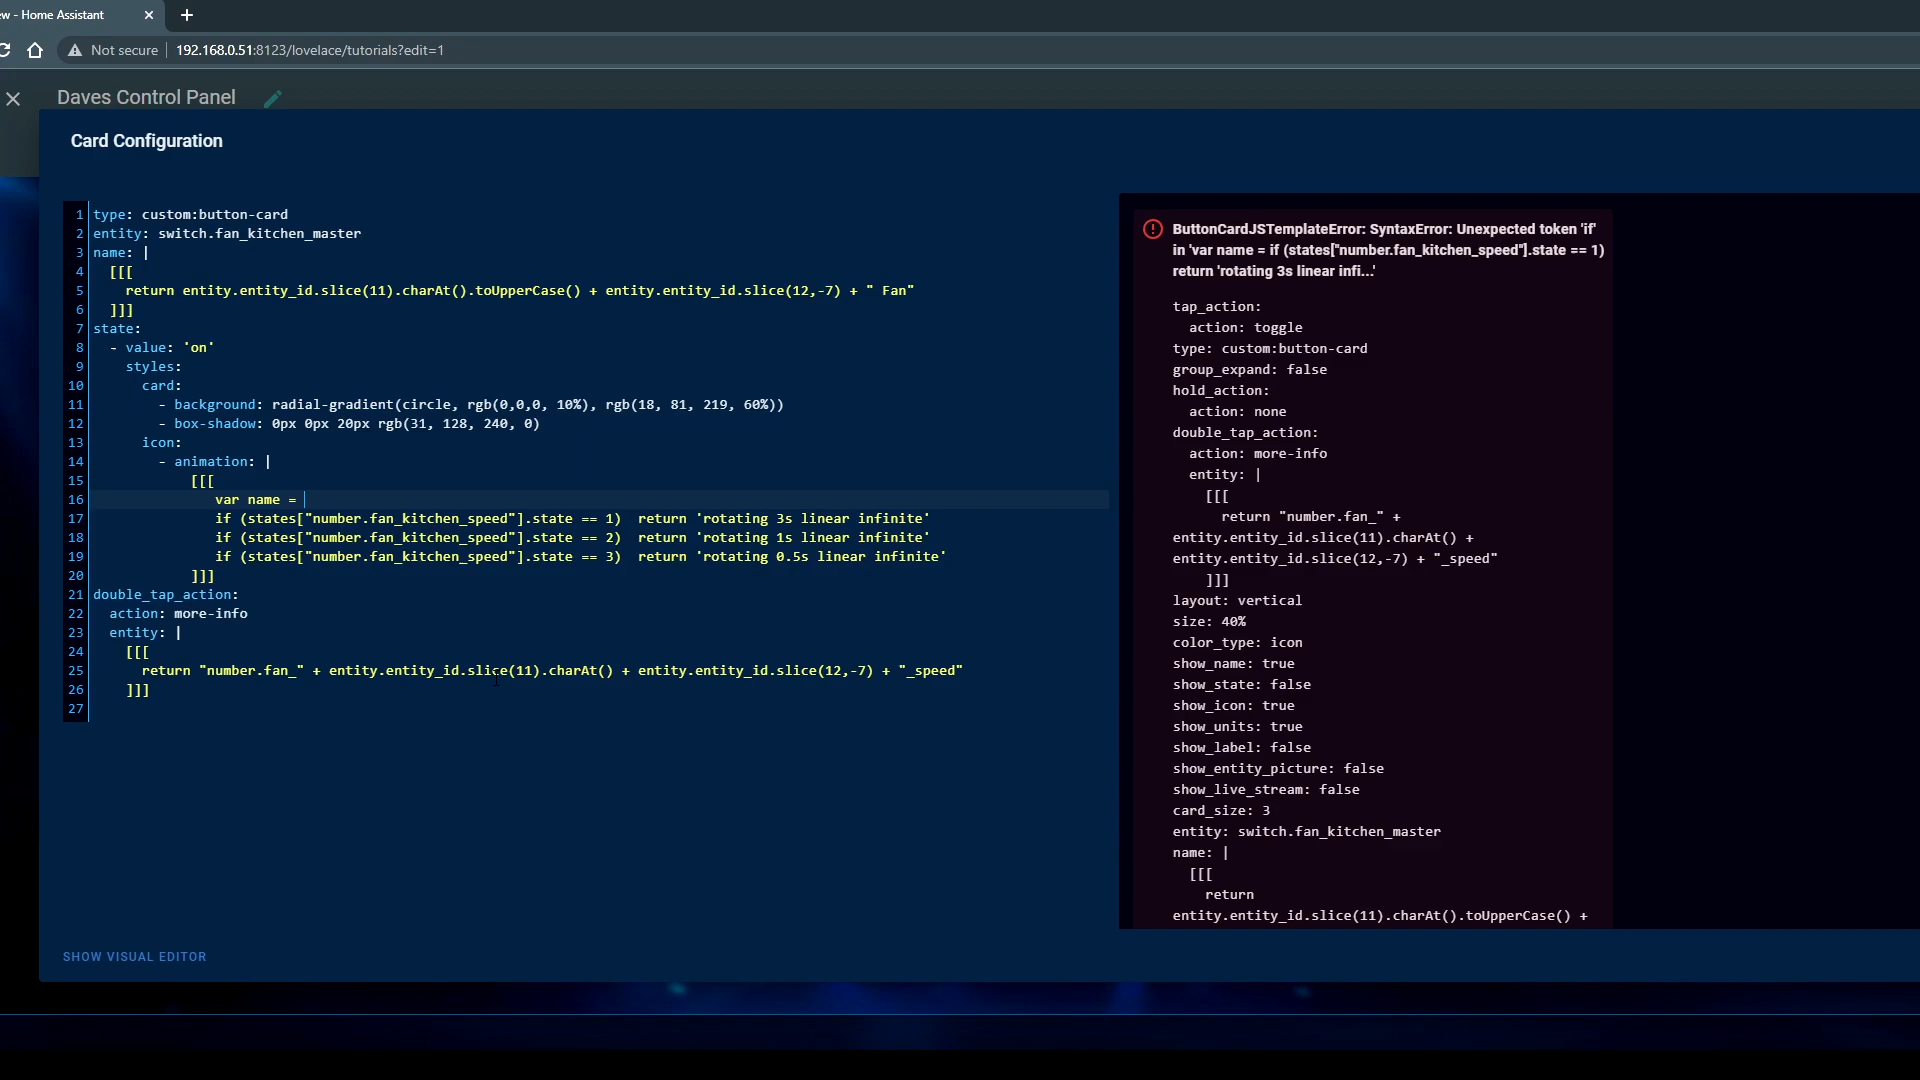 ew - Home Assistant
Not secure 192.168.0.51:8123/lovelace/tutorials?edit=1
Daves Control Panel
Card Configuration
1 type: custom:button-card
2 entity: switch.fan_kitchen_master
3 name: |
4 [[[
5 return entity.entity_id.slice(11).charAt().toUpperCase() + entity.entity_id.slice(12,-7) + " Fan"
6 ]]]
7 state:
8 - value: 'on'
9 styles:
10 card:
11 - background: radial-gradient(circle, rgb(0,0,0, 10%), rgb(18, 81, 219, 60%))
12 - box-shadow: 0px 0px 20px rgb(31, 128, 240, 0)
13 icon:
14 - animation: |
15 [[[
16 var name =
17 if (states["number.fan_kitchen_speed"].state == 1)  return 'rotating 3s linear infinite'
18 if (states["number.fan_kitchen_speed"].state == 2)  return 'rotating 1s linear infinite'
19 if (states["number.fan_kitchen_speed"].state == 3)  return 'rotating 0.5s linear infinite'
20 ]]]
21 double_tap_action:
22 action: more-info
23 entity: |
24 [[[
25 return "number.fan_" + entity.entity_id.slice(11).charAt() + entity.entity_id.slice(12,-7) + "_speed"
26 ]]]
27
SHOW VISUAL EDITOR
ButtonCardJSTemplateError: SyntaxError: Unexpected token 'if'
in 'var name = if (states["number.fan_kitchen_speed"].state == 1)
return 'rotating 3s linear infi...'
tap_action:
action: toggle
type: custom:button-card
group_expand: false
hold_action:
action: none
double_tap_action:
action: more-info
entity: |
[[[
return "number.fan_" +
entity.entity_id.slice(11).charAt() +
entity.entity_id.slice(12,-7) + "_speed"
]]]
layout: vertical
size: 40%
color_type: icon
show_name: true
show_state: false
show_icon: true
show_units: true
show_label: false
show_entity_picture: false
show_live_stream: false
card_size: 3
entity: switch.fan_kitchen_master
name: |
[[[
return
entity.entity_id.slice(11).charAt().toUpperCase() +